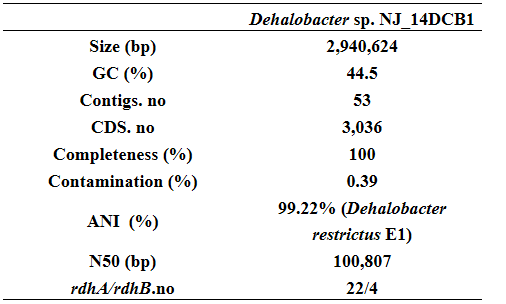 Dehalobacter sp. NJ_14DCB1
Size (bp) 2,940,624
GC (%) 44.5
Contigs. no 53
CDS. no 3,036
Completeness (%) 100
Contamination (%) 0.39
ANI (%) 99.22% (Dehalobacter
restrictus E1)
N50 (bp) 100,807
rdhA/rdhB.no 22/4